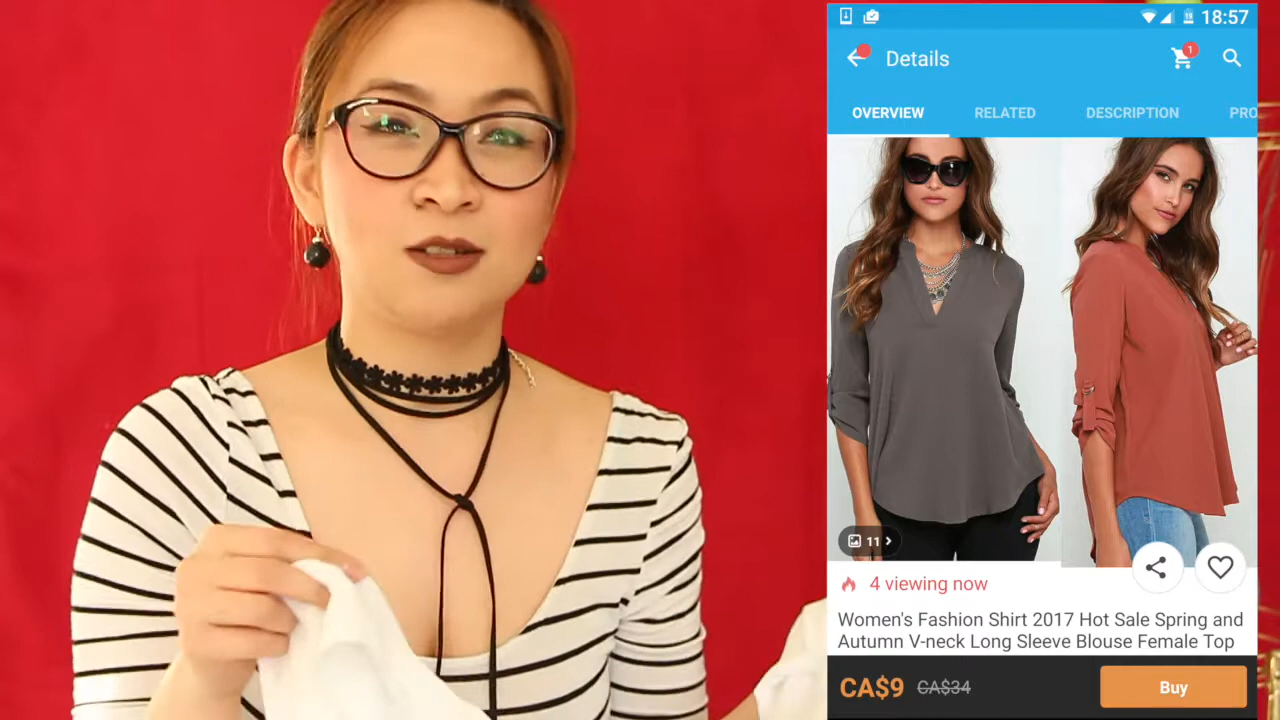 18:57
Details
1
OVERVIEW RELATED DESCRIPTION PRO
11
4 viewing now
Women's Fashion Shirt 2017 Hot Sale Spring and
Autumn V-neck Long Sleeve Blouse Female Top
CA$9 CA$34 Buy